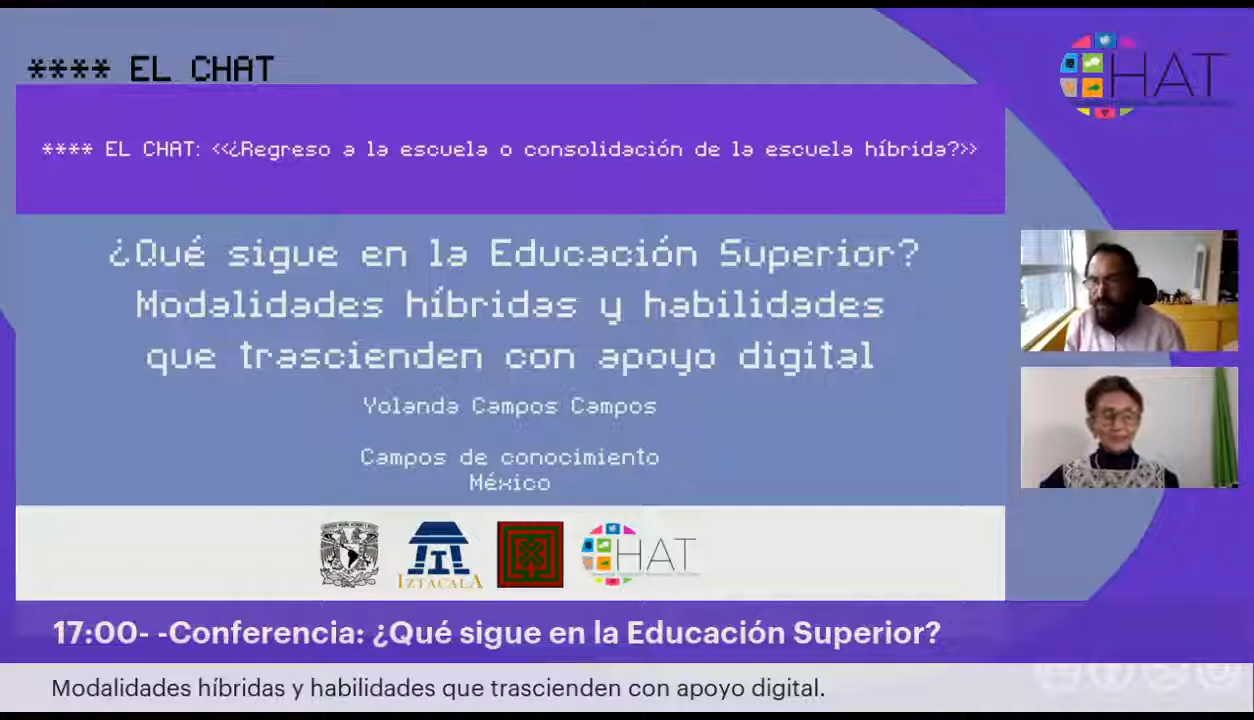 **** EL CHAT
HAT
**** EL CHAT: <<¿Regreso a la escuela o consolidación de la escuela híbrida?>>
¿Qué sigue en la Educación Superior?
Modalidades híbridas y habilidades
que trascienden con apoyo digital
Yolanda Campos Campos
Campos de conocimiento
México
IZTACALA
HAT
17:00- -Conferencia: ¿Qué sigue en la Educación Superior?
Modalidades híbridas y habilidades que trascienden con apoyo digital.